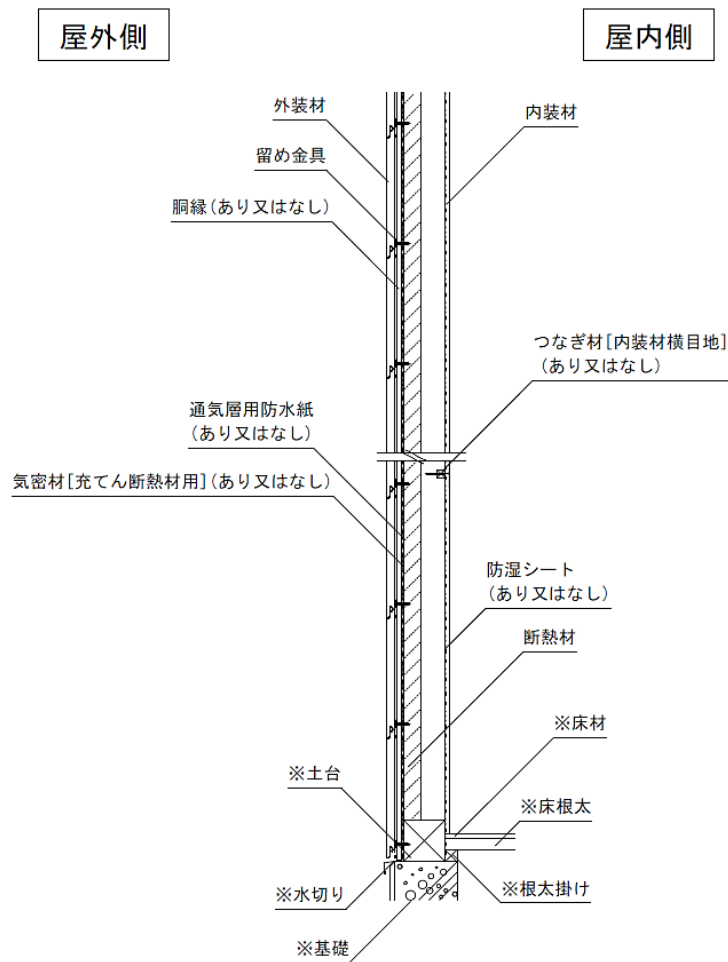 屋外側
屋内側
外装材
内装材
留め金具
胴縁(あり又はなし)
つなぎ材[内装材横目地]
(あり又はなし)
通気層用防水紙
(あり又はなし)
気密材[充てん断熱材用](あり又はなし)
防湿シート
(あり又はなし)
断熱材
※床材
※土台
※床根太
※水切り
※根太掛け
※基礎